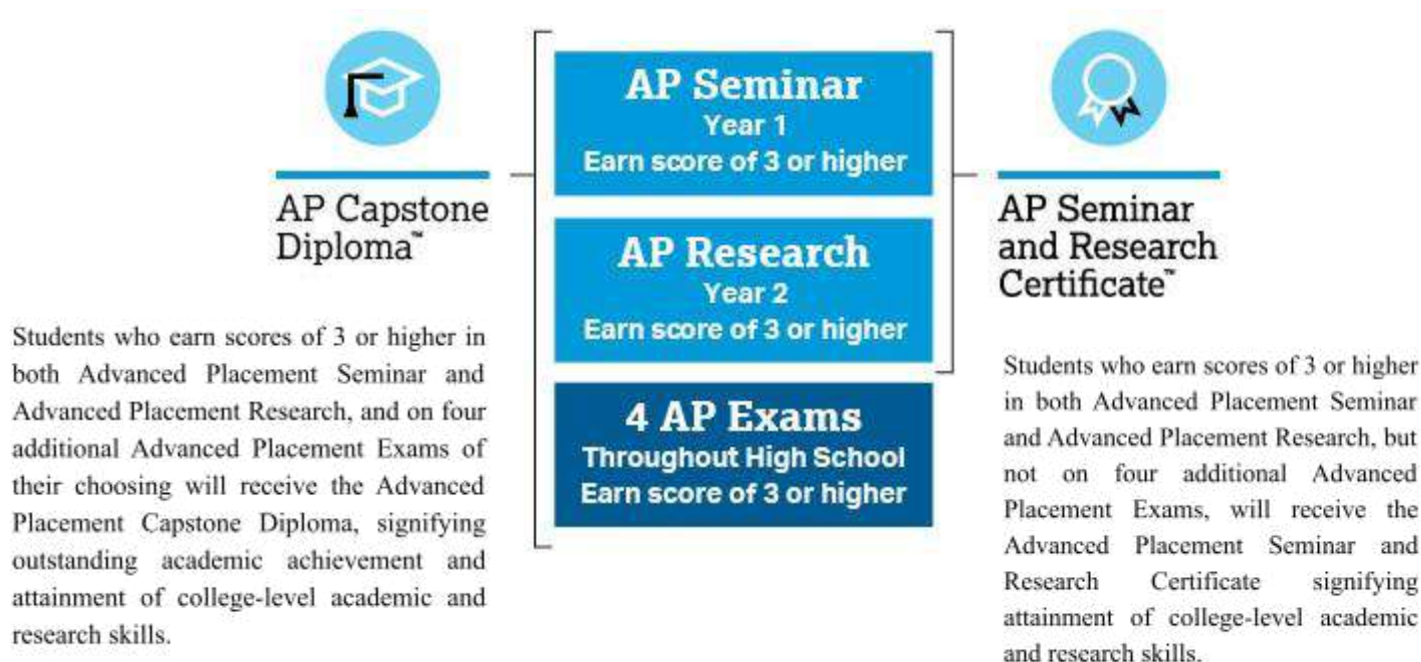 AP Capstone
Diploma™
Students who earn scores of 3 or higher in
both Advanced Placement Seminar and
Advanced Placement Research, and on four
additional Advanced Placement Exams of
their choosing will receive the Advanced
Placement Capstone Diploma, signifying
outstanding academic achievement and
attainment of college-level academic and
research skills.
AP Seminar
Year 1
Earn score of 3 or higher
AP Research
Year 2
Earn score of 3 or higher
4 AP Exams
Throughout High School
Earn score of 3 or higher
AP Seminar
and Research
Certificate™
Students who earn scores of 3 or higher
in both Advanced Placement Seminar
and Advanced Placement Research, but
not on four additional Advanced
Placement Exams, will receive the
Advanced Placement Seminar and
Research Certificate signifying
attainment of college-level academic
and research skills.